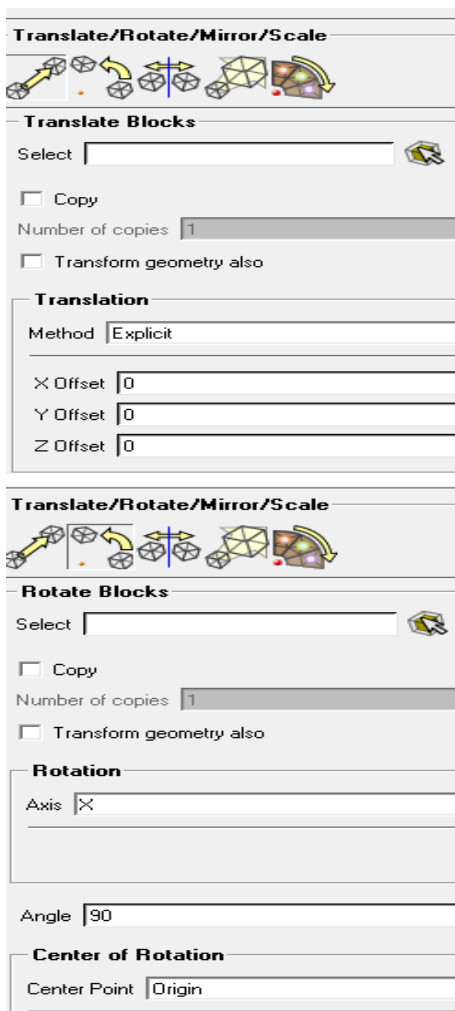 Translate/Rotate/Mirror/Scale
Translate Blocks
Select
Copy
Number of copies 1
Transform geometry also
Translation
Method Explicit
X Offset 0
Y Offset 0
Z Offset 0
Translate/Rotate/Mirror/Scale
Rotate Blocks
Select
Copy
Number of copies 1
Transform geometry also
Rotation
Axis X
Angle 90
Center of Rotation
Center Point Origin